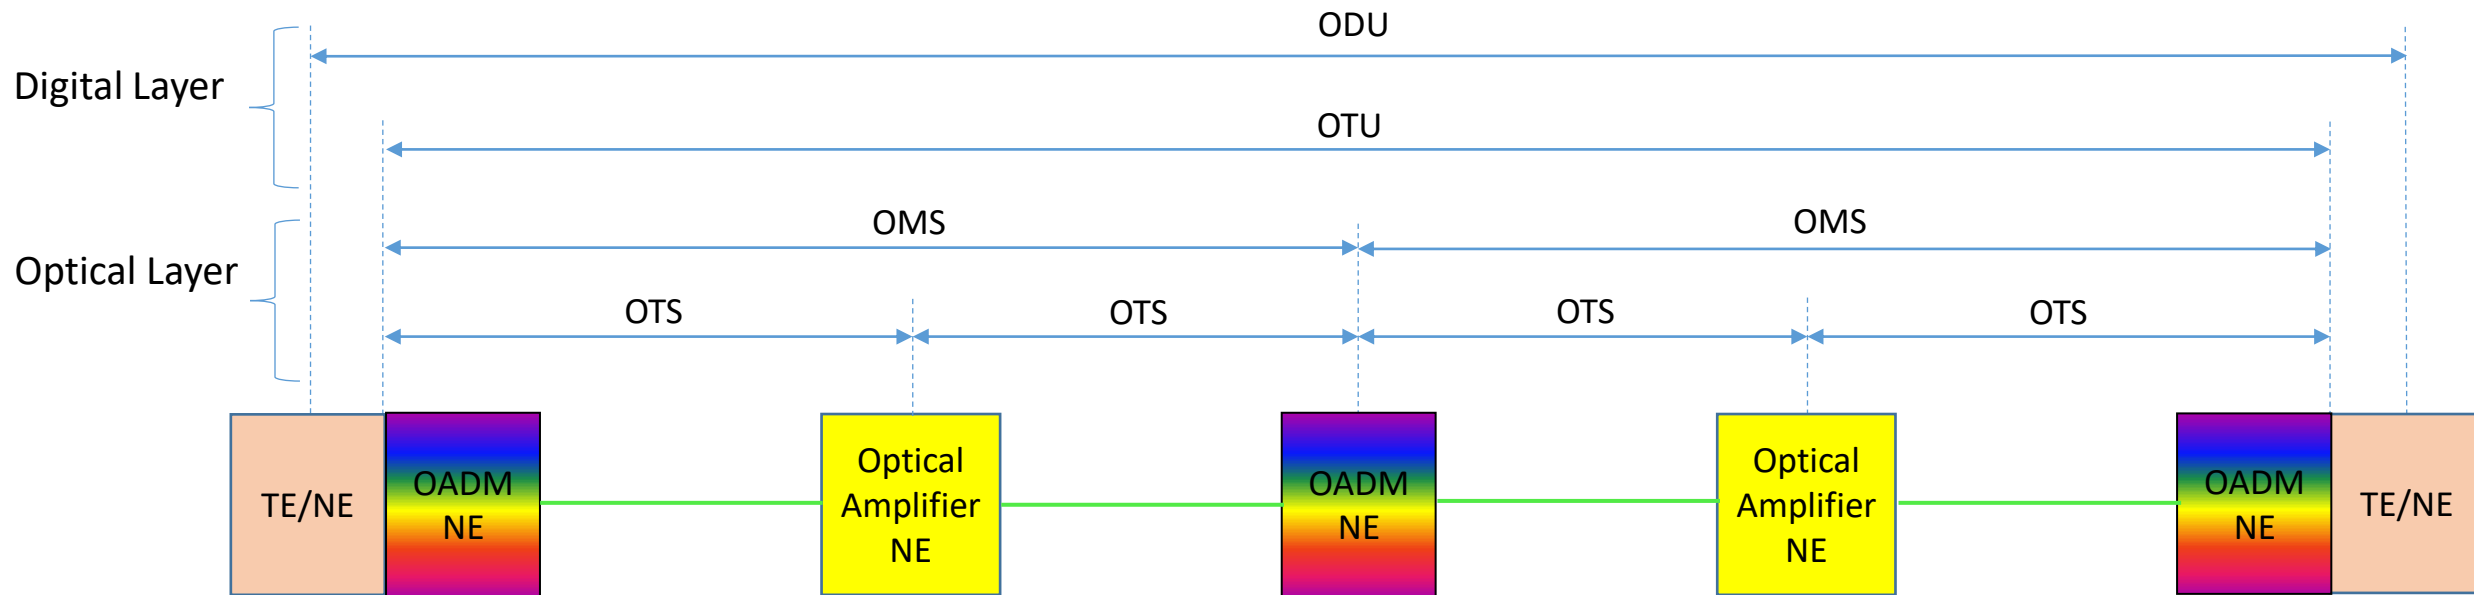 ODU
Digital Layer
OTU
OMS
OMS
Optical Layer
OTS
OTS
OTS
OTS
TE/NE
OADM
NE
Optical
Amplifier
NE
OADM
NE
Optical
Amplifier
NE
OADM
NE
TE/NE